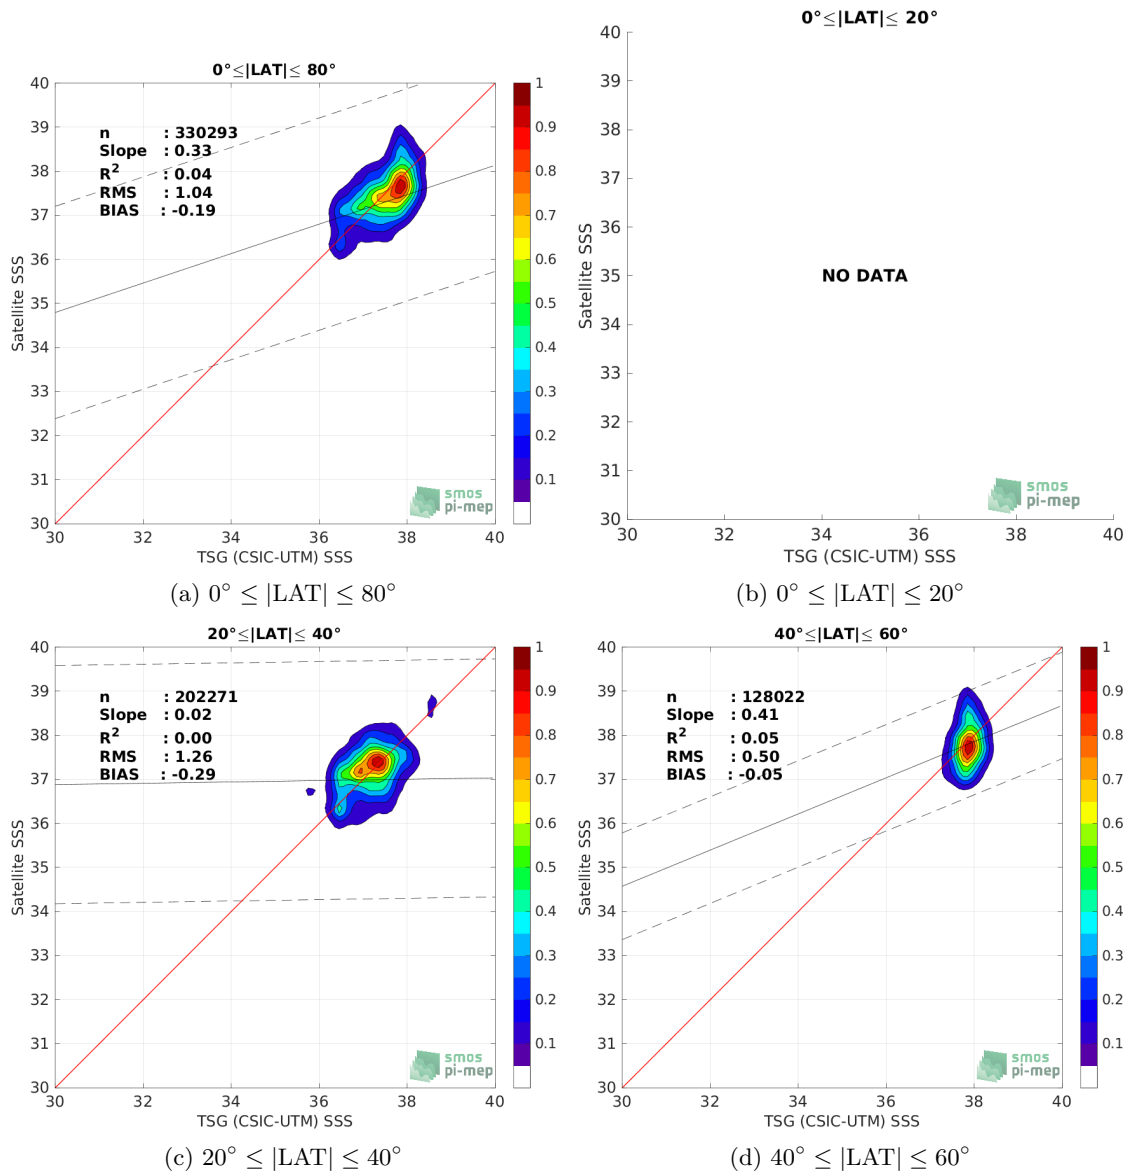 0°≤|LAT|≤ 80°
n : 330293
Slope : 0.33
R² : 0.04
RMS : 1.04
BIAS : -0.19
Satellite SSS
40
39
38
37
36
35
34
33
32
31
30
30 32 34 36 38 40
TSG (CSIC-UTM) SSS
1
0.9
0.8
0.7
0.6
0.5
0.4
0.3
0.2
0.1
smos
pi-mep
(a) 0° ≤ |LAT| ≤ 80°
0°≤|LAT|≤ 20°
NO DATA
Satellite SSS
40
39
38
37
36
35
34
33
32
31
30
30 32 34 36 38 40
TSG (CSIC-UTM) SSS
smos
pi-mep
(b) 0° ≤ |LAT| ≤ 20°
20°≤|LAT|≤ 40°
n : 202271
Slope : 0.02
R² : 0.00
RMS : 1.26
BIAS : -0.29
Satellite SSS
40
39
38
37
36
35
34
33
32
31
30
30 32 34 36 38 40
TSG (CSIC-UTM) SSS
1
0.9
0.8
0.7
0.6
0.5
0.4
0.3
0.2
0.1
smos
pi-mep
(c) 20° ≤ |LAT| ≤ 40°
40°≤|LAT|≤ 60°
n : 128022
Slope : 0.41
R² : 0.05
RMS : 0.50
BIAS : -0.05
Satellite SSS
40
39
38
37
36
35
34
33
32
31
30
30 32 34 36 38 40
TSG (CSIC-UTM) SSS
1
0.9
0.8
0.7
0.6
0.5
0.4
0.3
0.2
0.1
smos
pi-mep
(d) 40° ≤ |LAT| ≤ 60°